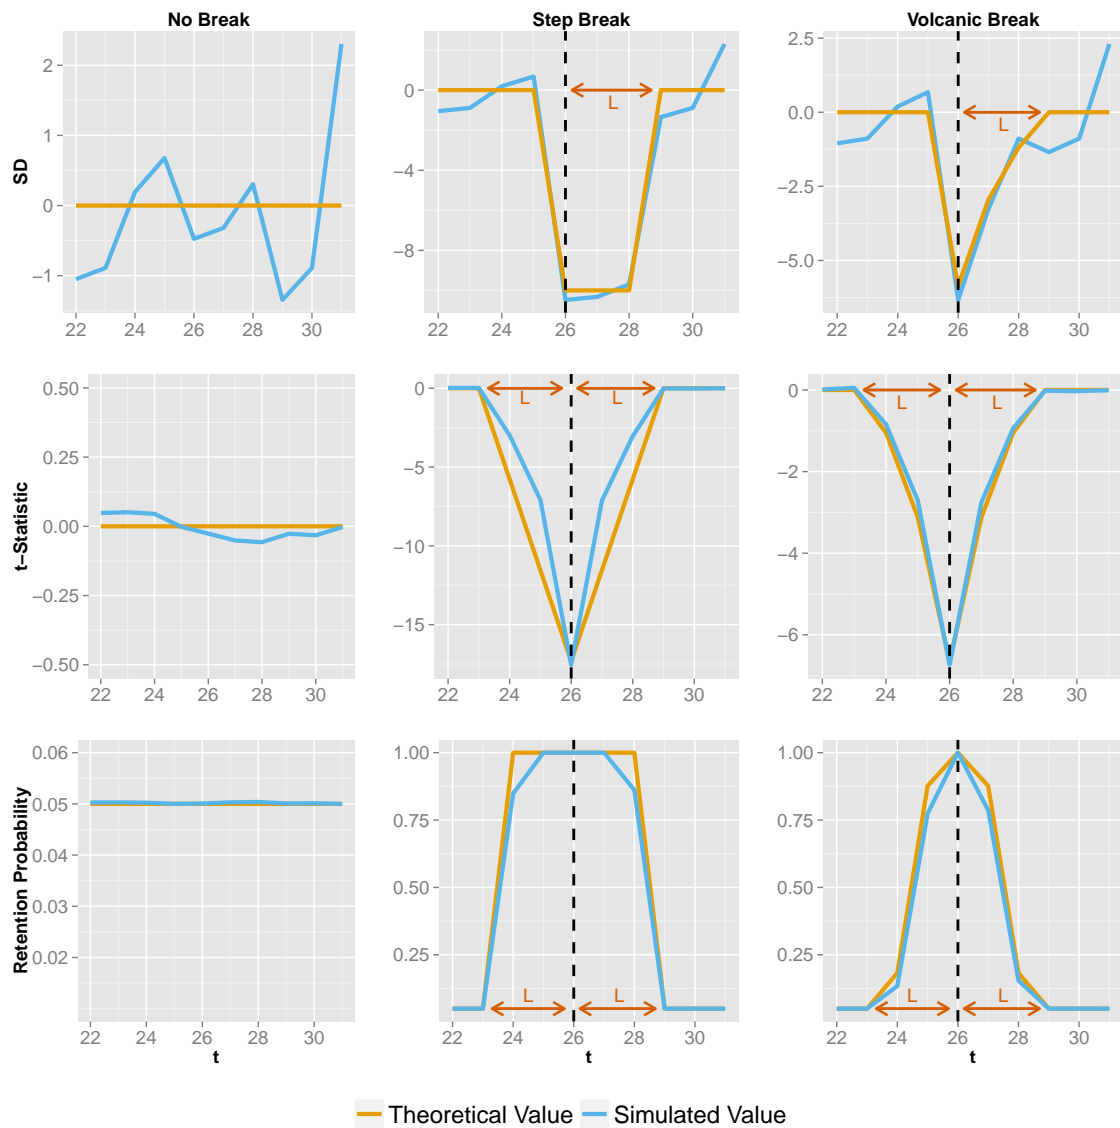 No Break Step Break Volcanic Break
SD
2
1
0
−1
22 24 26 28 30
0
−4
−8
L
22 24 26 28 30
2.5
0.0
−2.5
−5.0
L
22 24 26 28 30
t−Statistic
0.50
0.25
0.00
−0.25
−0.50
22 24 26 28 30
0
−5
−10
−15
L L
22 24 26 28 30
0
−2
−4
−6
L L
22 24 26 28 30
Retention Probability
0.06
0.05
0.04
0.03
0.02
22 24 26 28 30
t
1.00
0.75
0.50
0.25
L L
22 24 26 28 30
t
1.00
0.75
0.50
0.25
L L
22 24 26 28 30
t
Theoretical Value Simulated Value